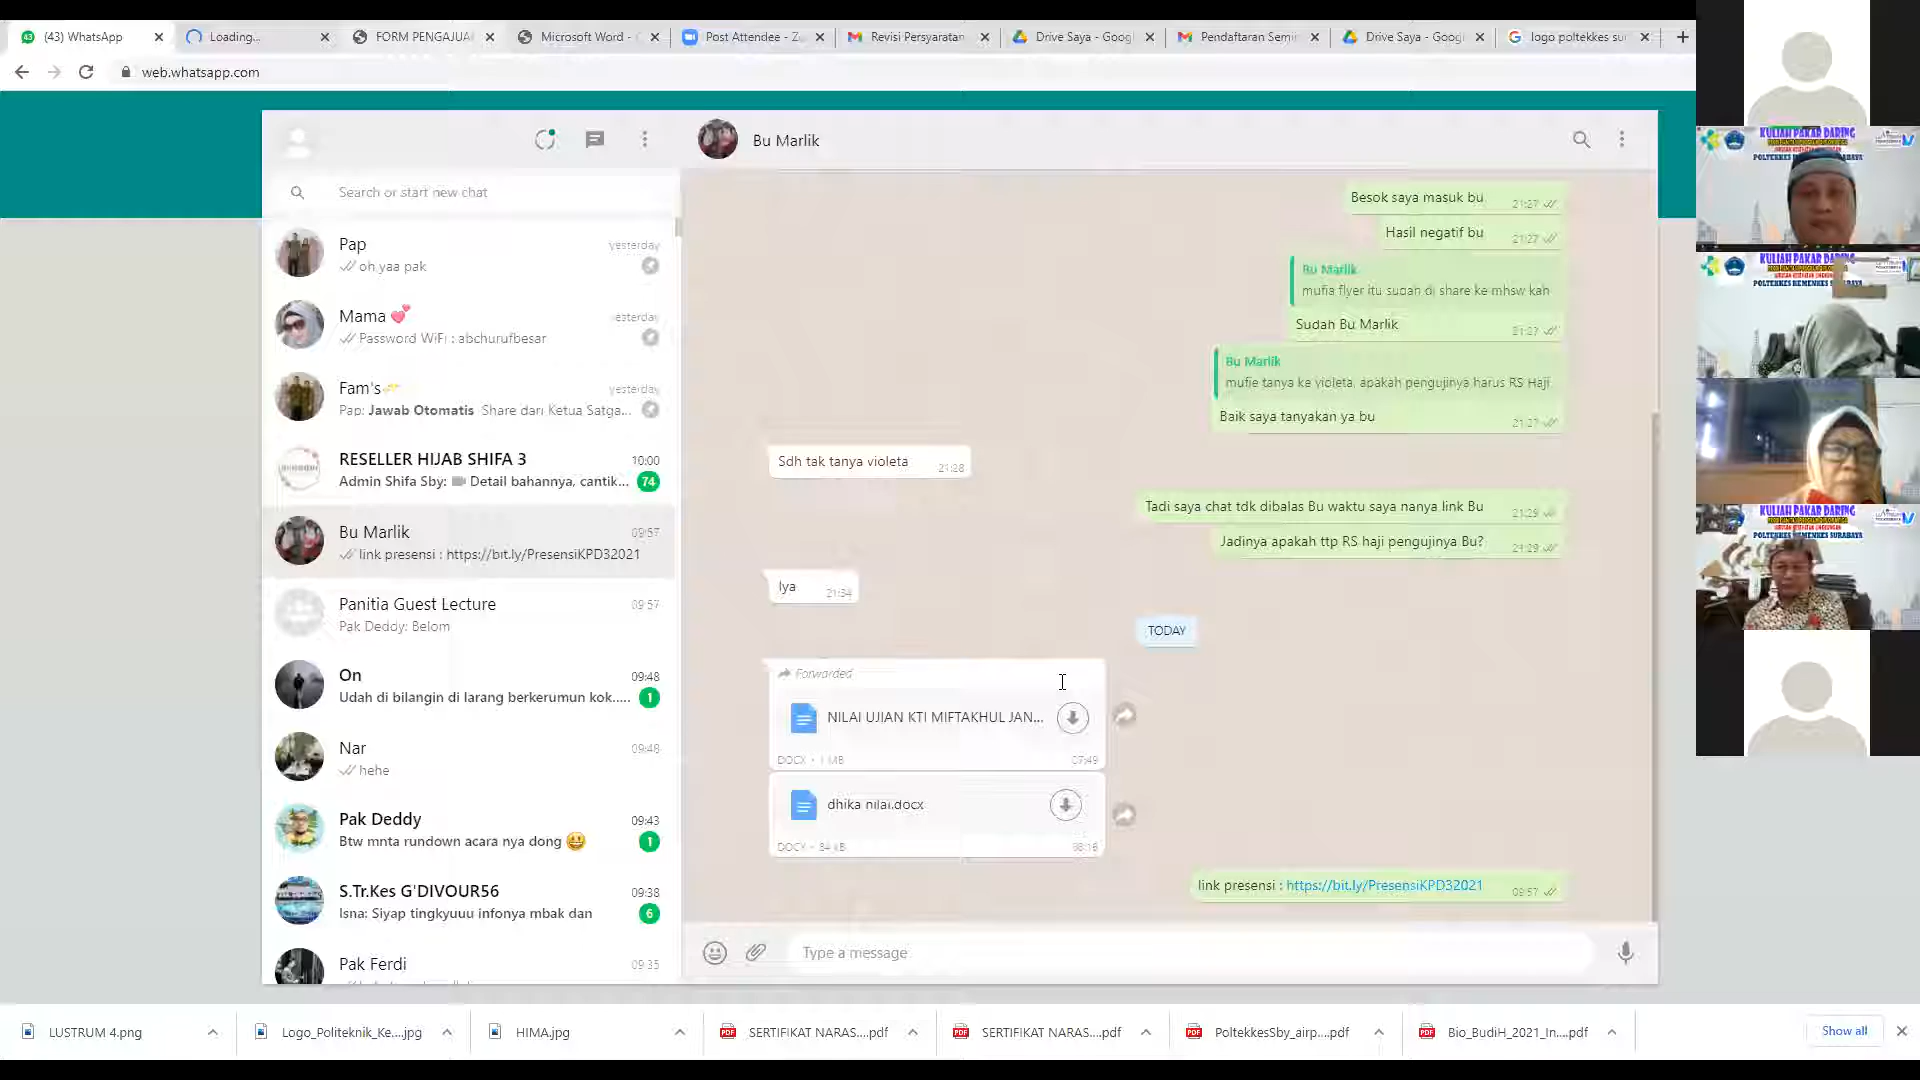 (43) WhatsApp
Loading...
FORM PENGAJUA
Microsoft Word -
Post Attendee - Z
Revisi Persyaratan
Drive Saya - Goog
Pendaftaran Semi
Drive Saya - Goog
logo poltekkes su
web.whatsapp.com
Bu Marlik
Search or start new chat
Pap
yesterday
oh yaa pak
Mama 💕
yesterday
Password WiFi : abchurufbesar
Fam's
yesterday
Pap: Jawab Otomatis Share dari Ketua Satga...
RESELLER HIJAB SHIFA 3
10:00
Admin Shifa Sby: Detail bahannya, cantik...
74
Bu Marlik
09:57
link presensi : https://bit.ly/PresensiKPD32021
Panitia Guest Lecture
09:57
Pak Deddy: Belom
On
09:48
Udah di bilangin di larang berkerumun kok.....
1
Nar
09:48
hehe
Pak Deddy
09:43
Btw mnta rundown acara nya dong 😃
1
S.Tr.Kes G'DIVOUR56
09:38
Isna: Siyap tingkyuuu infonya mbak dan
6
Pak Ferdi
09:35
Besok saya masuk bu
21:27
Hasil negatif bu
21:27
Bu Marlik
mufia flyer itu sudah di share ke mhsw kah
Sudah Bu Marlik
21:27
Bu Marlik
mufie tanya ke violeta, apakah pengujinya harus RS Haji
Baik saya tanyakan ya bu
21:27
Sdh tak tanya violeta
21:28
Tadi saya chat tdk dibalas Bu waktu saya nanya link Bu
21:29
Jadinya apakah ttp RS haji pengujinya Bu?
21:29
Iya
21:34
TODAY
Forwarded
NILAI UJIAN KTI MIFTAKHUL JAN...
DOCX • 1 MB
07:49
dhika nilai.docx
DOCX • 84 kB
08:16
link presensi : https://bit.ly/PresensiKPD32021
09:57
Type a message
KULIAH PAKAR DARING
KULIAH PAKAR DARING
POLTEKKES KEMENKES SURABAYA
KULIAH PAKAR DARING
POLTEKKES KEMENKES SURABAYA
LUSTRUM 4.png
Logo_Politeknik_Ke....jpg
HIMA.jpg
SERTIFIKAT NARAS....pdf
SERTIFIKAT NARAS....pdf
PoltekkesSby_airp....pdf
Bio_BudiH_2021_In....pdf
Show all